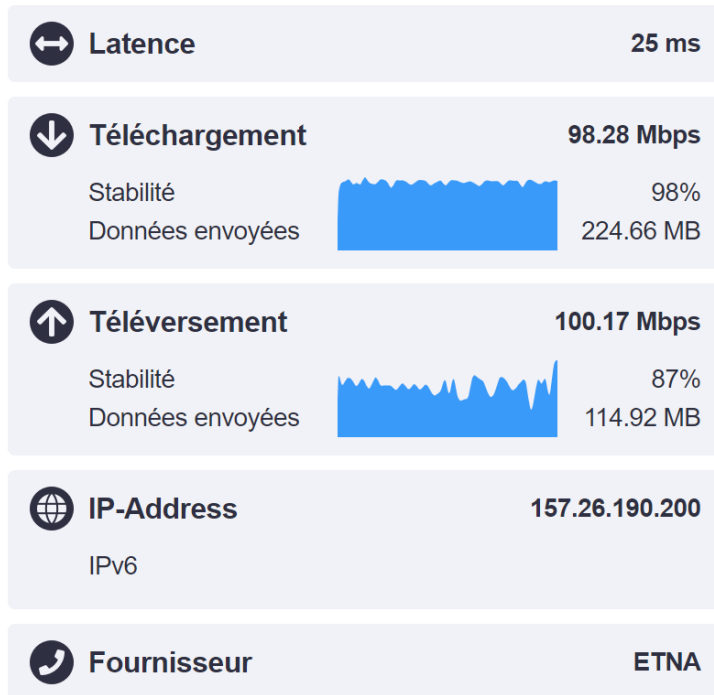 Latence 25 ms
Téléchargement 98.28 Mbps
Stabilité 98%
Données envoyées 224.66 MB
Téléversement 100.17 Mbps
Stabilité 87%
Données envoyées 114.92 MB
IP-Address 157.26.190.200
IPv6
Fournisseur ETNA